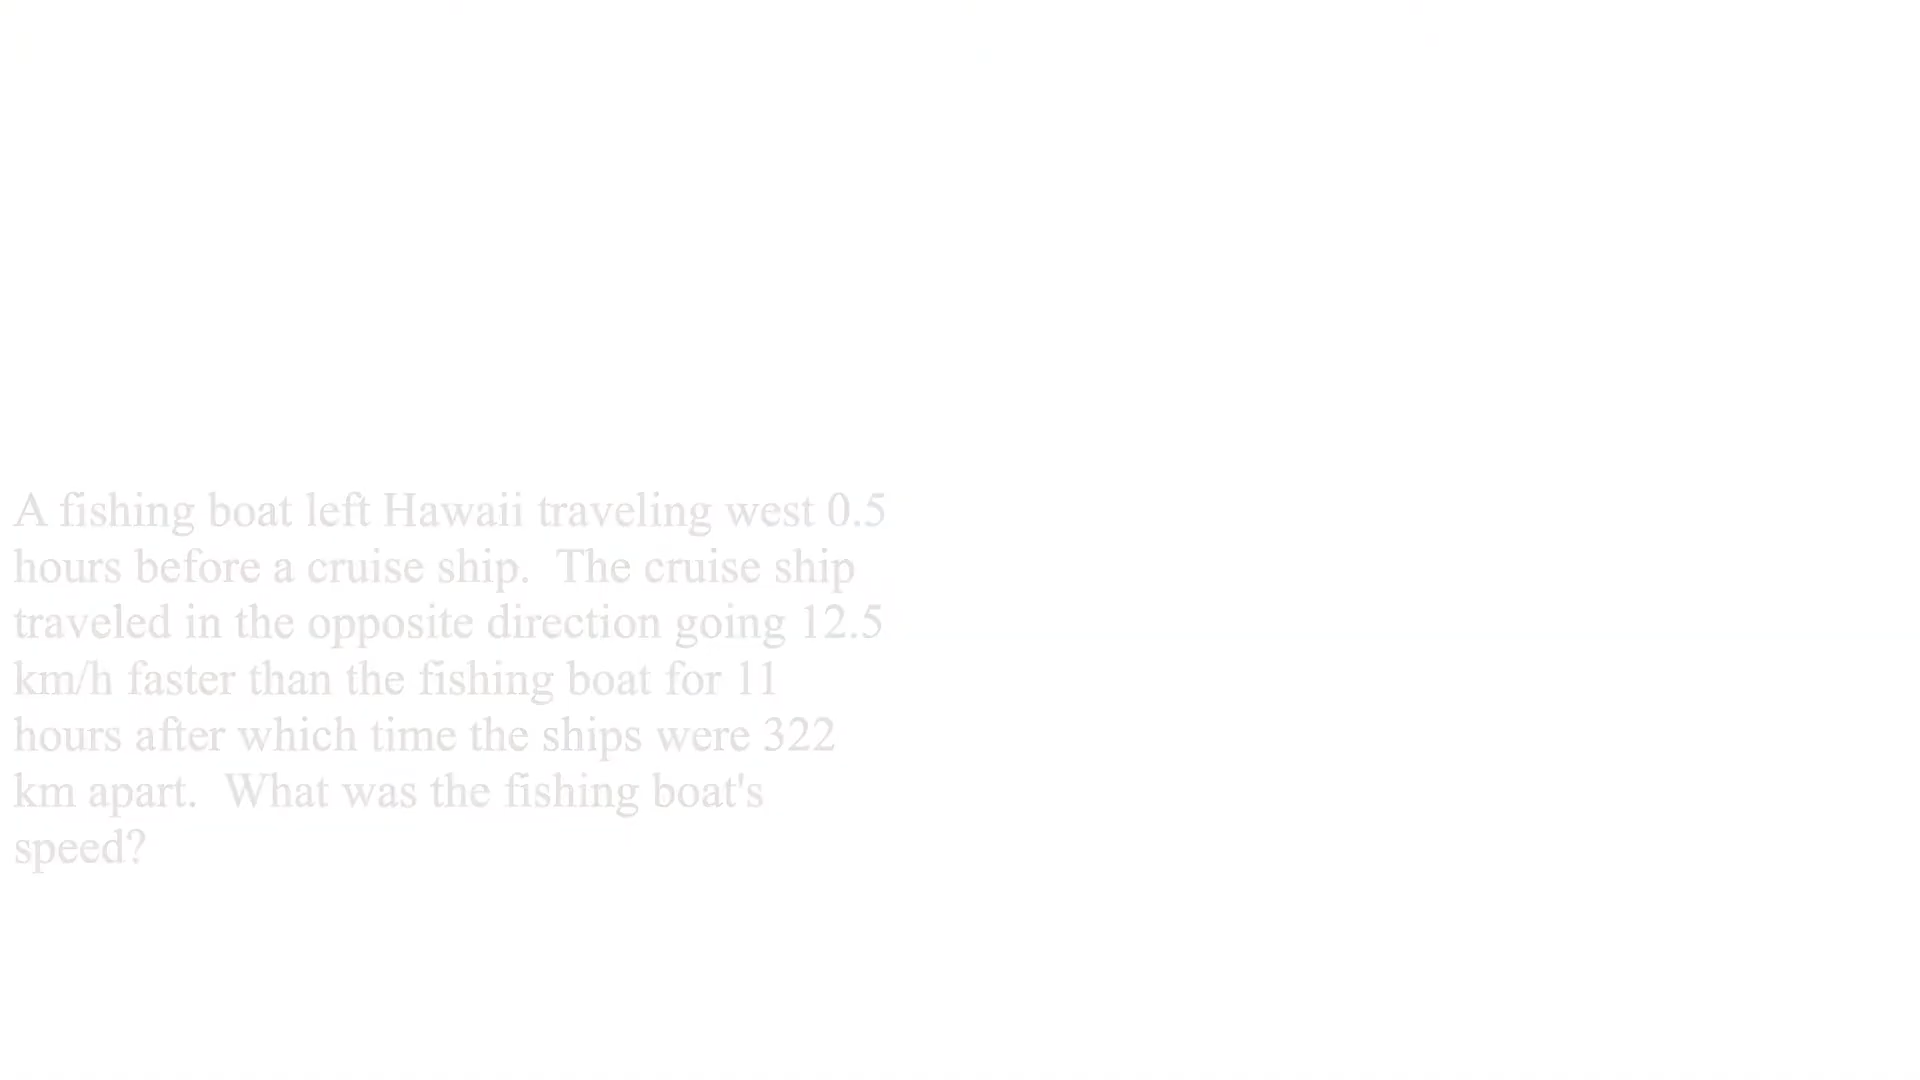 A fishing boat left Hawaii traveling west 0.5
hours before a cruise ship.  The cruise ship
traveled in the opposite direction going 12.5
km/h faster than the fishing boat for 11
hours after which time the ships were 322
km apart.  What was the fishing boat's
speed?